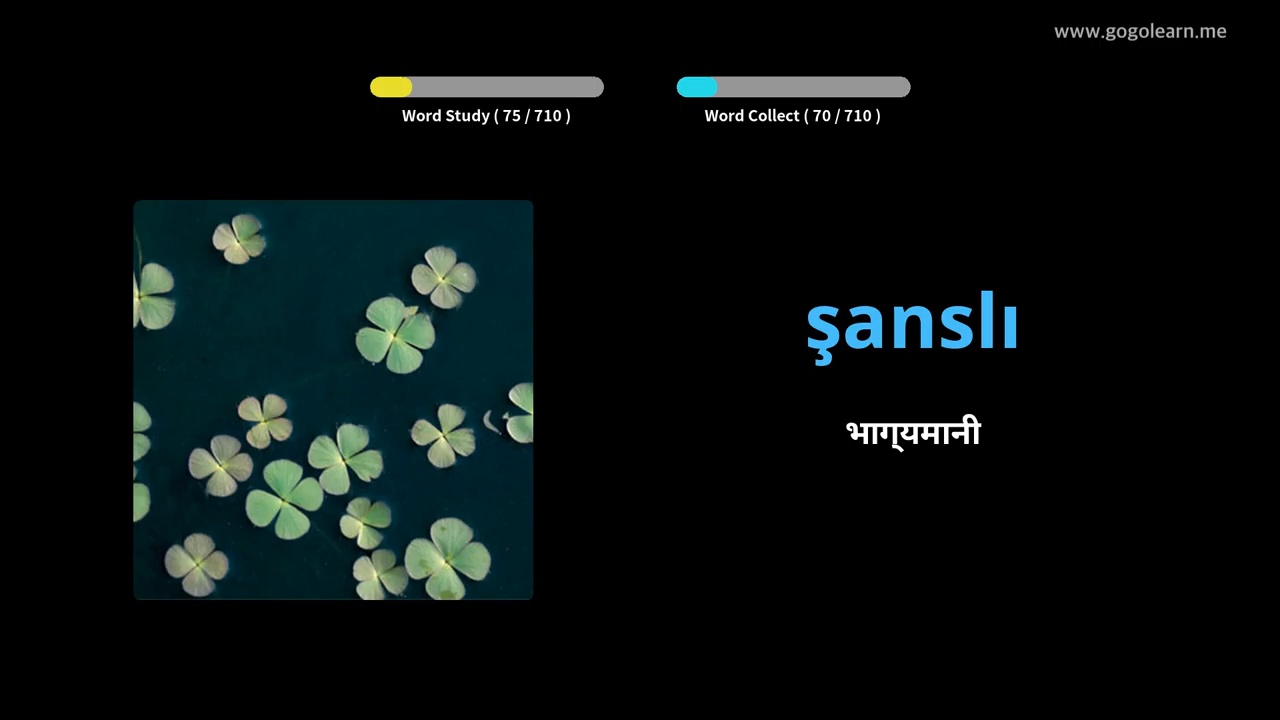 www.gogolearn.me
Word Study ( 75 / 710 )
Word Collect ( 70 / 710 )
şanslı
भाग्यमानी